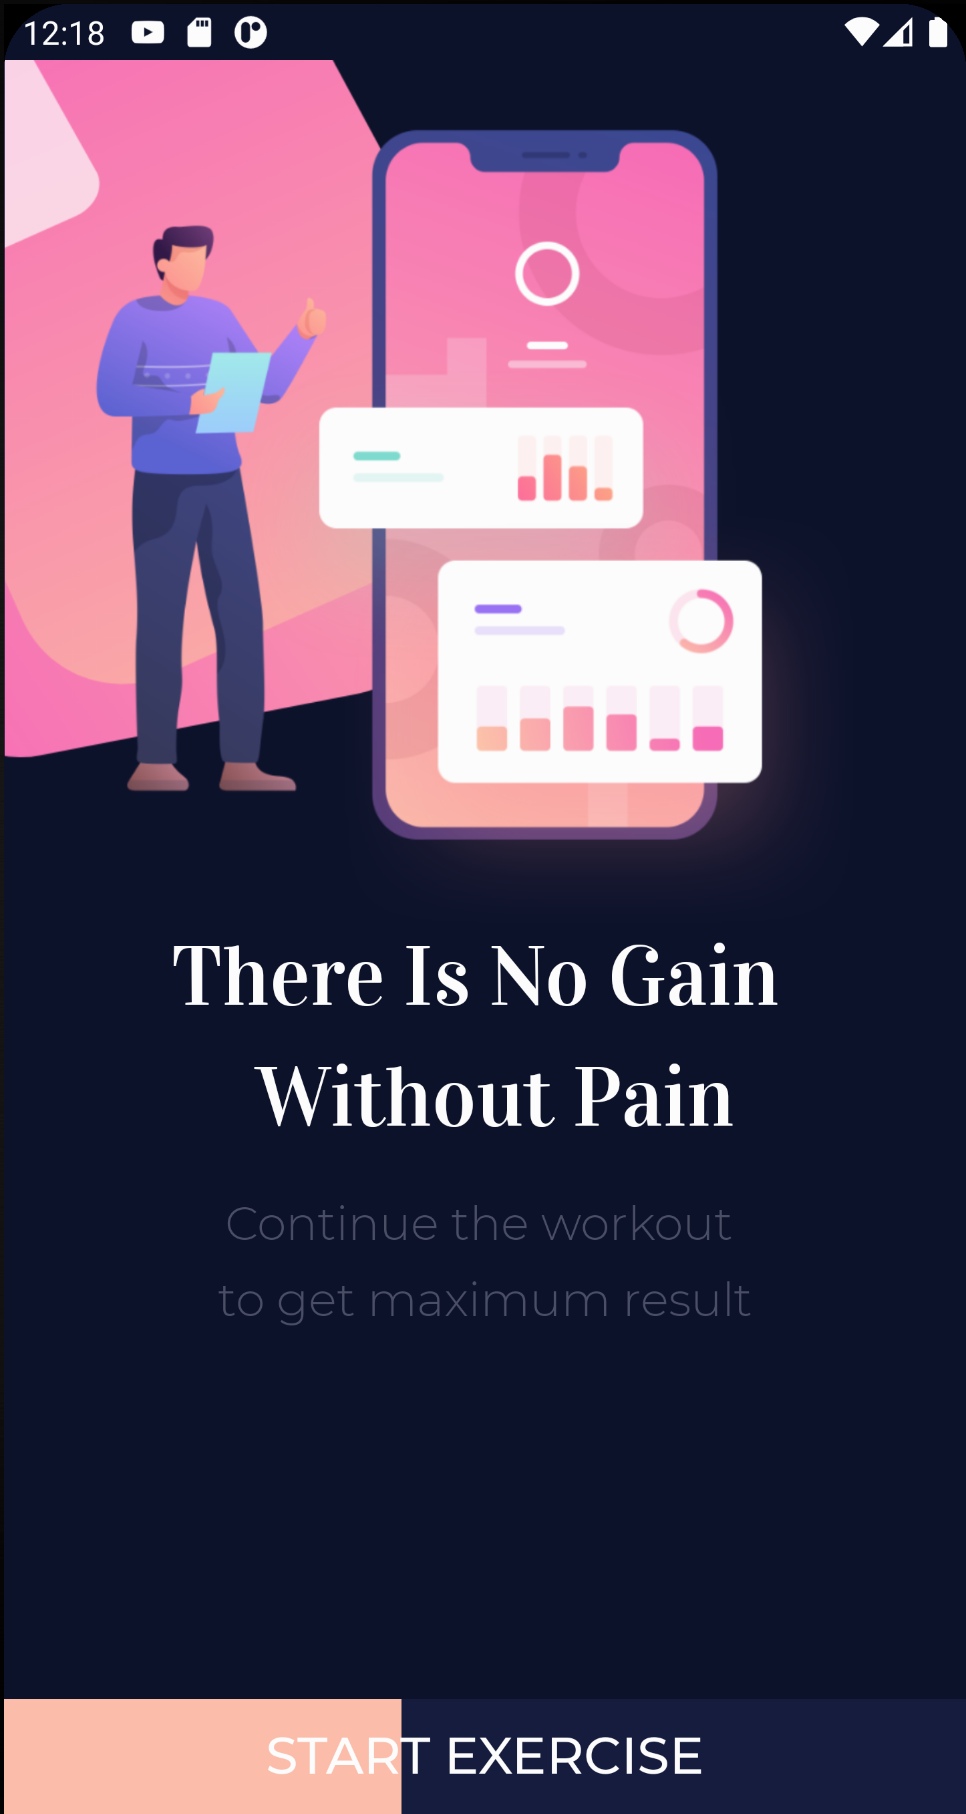 12:18
There Is No Gain
Without Pain
Continue the workout
to get maximum result
START EXERCISE